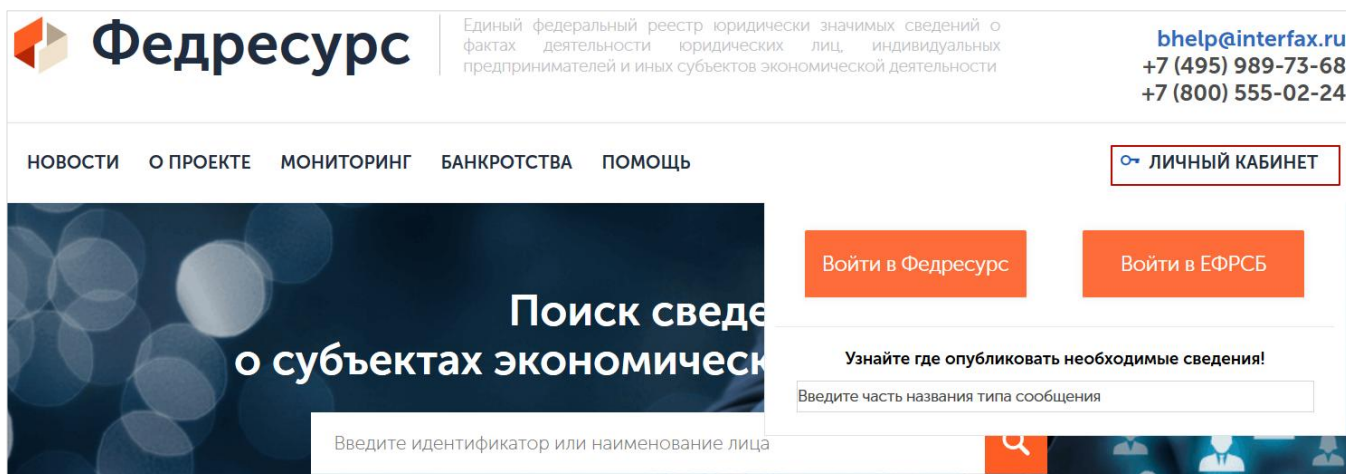 Федресурс
Единый федеральный реестр юридически значимых сведений о
фактах деятельности юридических лиц, индивидуальных
предпринимателей и иных субъектов экономической деятельности
bhelp@interfax.ru
+7 (495) 989-73-68
+7 (800) 555-02-24
НОВОСТИ О ПРОЕКТЕ МОНИТОРИНГ БАНКРОТСТВА ПОМОЩЬ
ЛИЧНЫЙ КАБИНЕТ
Войти в Федресурс
Войти в ЕФРСБ
Поиск сведе
о субъектах экономическ
Узнайте где опубликовать необходимые сведения!
Введите часть названия типа сообщения
Введите идентификатор или наименование лица